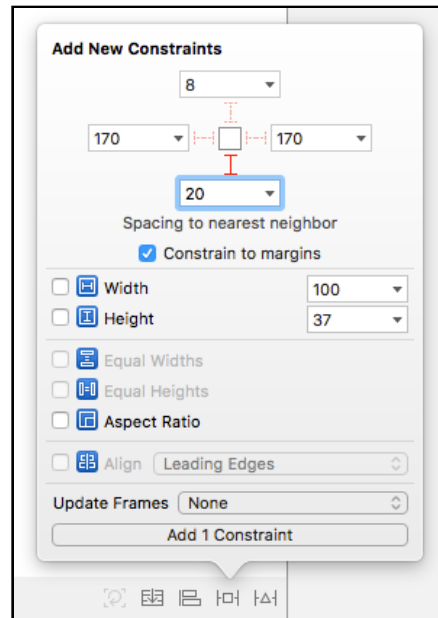 Add New Constraints
8
170 170
20
Spacing to nearest neighbor
Constrain to margins
Width 100
Height 37
Equal Widths
Equal Heights
Aspect Ratio
Align Leading Edges
Update Frames None
Add 1 Constraint